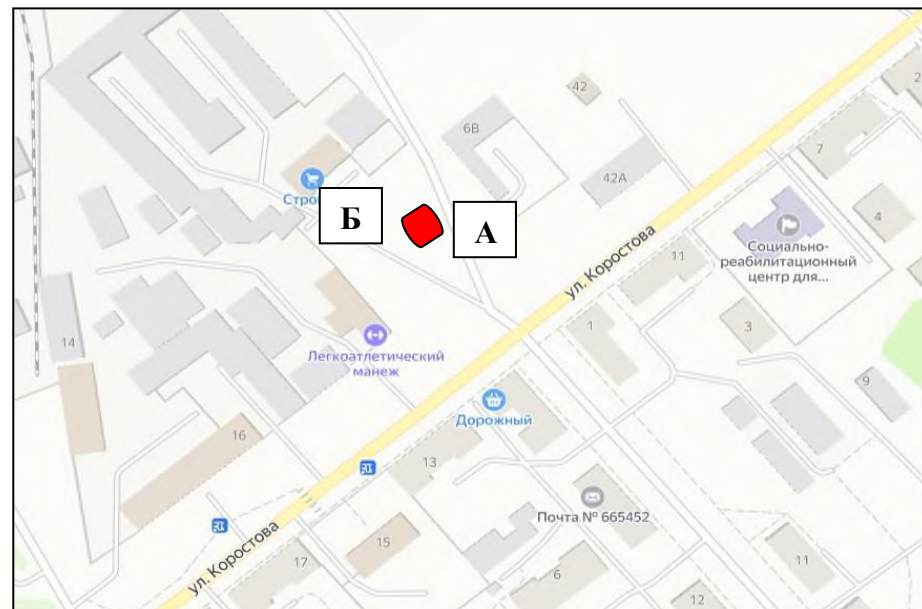 42
2
6В
7
42А
Стро
Б
А
4
Социально-
реабилитационный
центр для...
ул. Коростова
11
1
3
14
Легкоатлетический
манеж
9
Дорожный
16
13
Почта № 665452
15
17
ул. Коростова
6
11
12